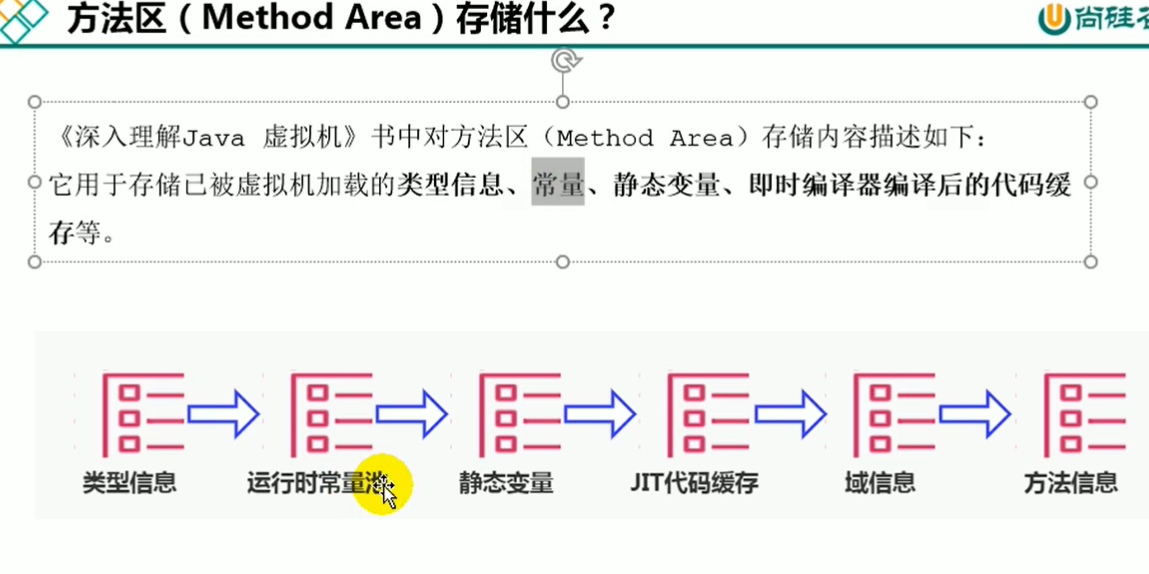 方法区（Method Area）存储什么？
尚硅
《深入理解Java 虚拟机》书中对方法区（Method Area）存储内容描述如下：
它用于存储已被虚拟机加载的类型信息、常量、静态变量、即时编译器编译后的代码缓
存等。
类型信息 运行时常量池 静态变量 JIT代码缓存 域信息 方法信息